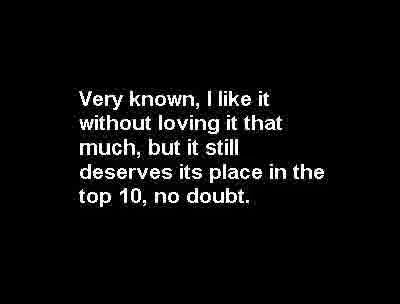 Very known, I like it
without loving it that
much, but it still
deserves its place in the
top 10, no doubt.